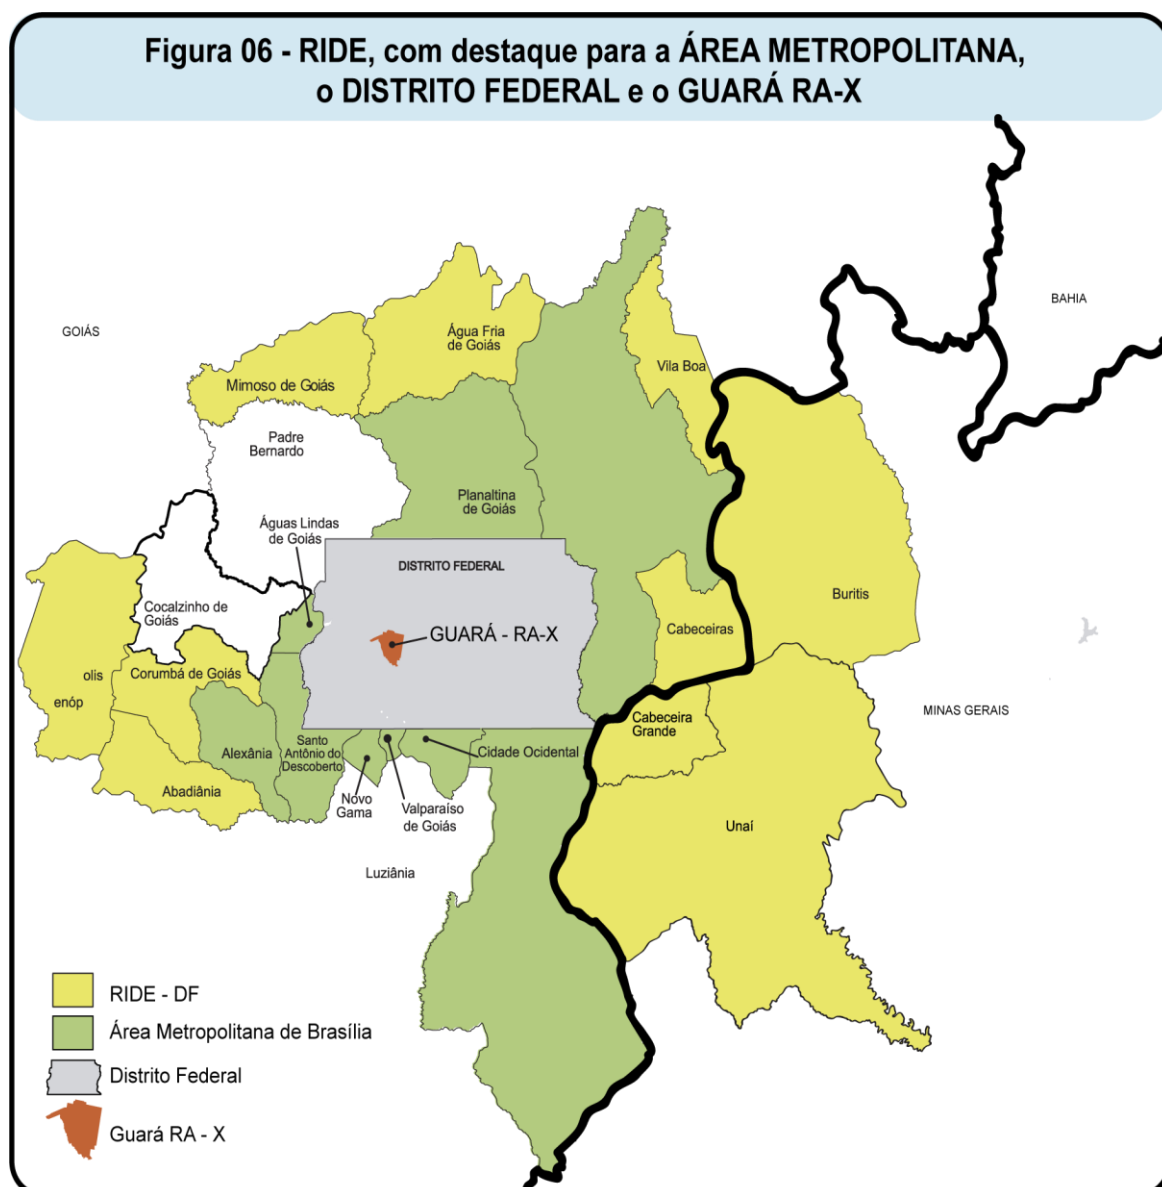 Figura 06 - RIDE, com destaque para a ÁREA METROPOLITANA,
o DISTRITO FEDERAL e o GUARÁ RA-X
GOIÁS
BAHIA
Água Fria
de Goiás
Vila Boa
Mimoso de Goiás
Padre
Bernardo
Planaltina
de Goiás
Águas Lindas
de Goiás
DISTRITO FEDERAL
Buritis
Cocalzinho de
Goiás
Cabeceiras
GUARÁ - RA-X
olis
enóp
Corumbá de Goiás
MINAS GERAIS
Cabeceira
Grande
Alexânia
Santo
Antônio do
Descoberto
Cidade Ocidental
Abadiânia
Novo
Gama
Valparaíso
de Goiás
Unaí
Luziânia
RIDE - DF
Área Metropolitana de Brasília
Distrito Federal
Guará RA - X